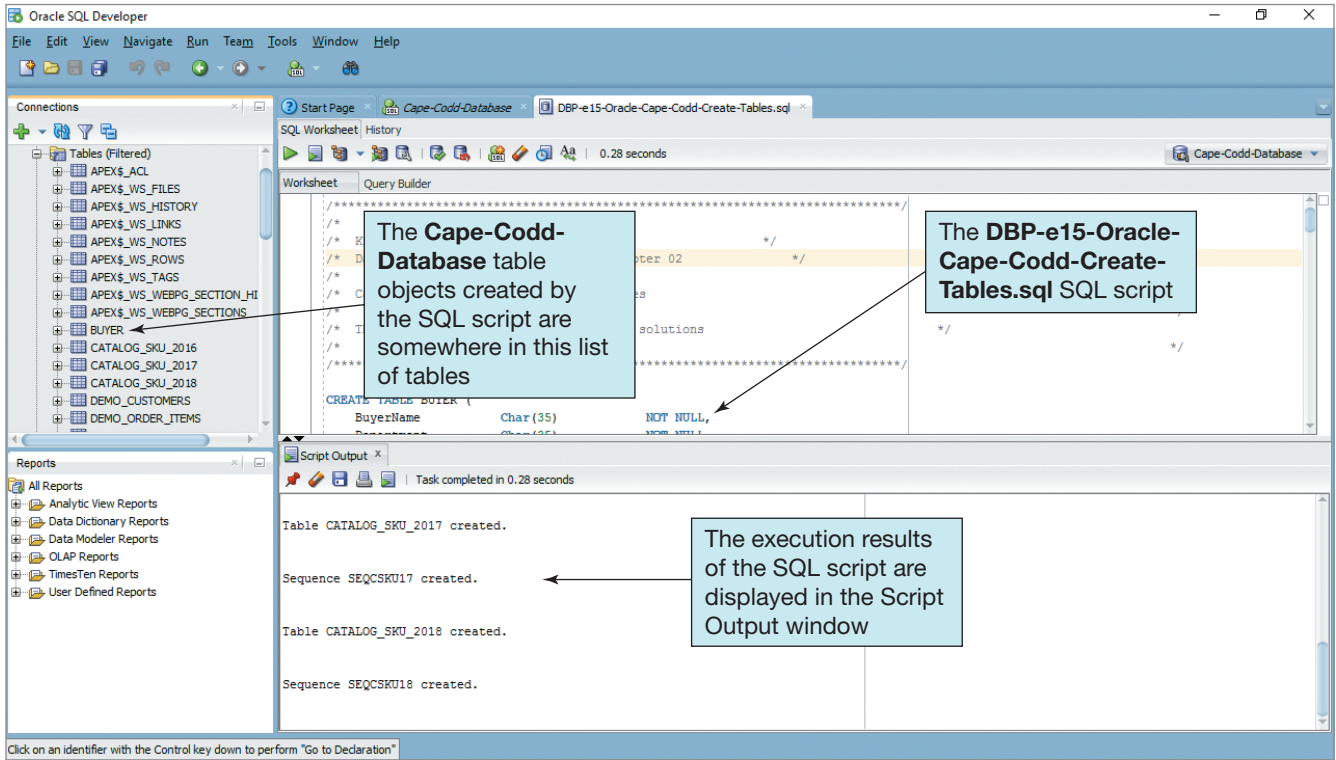 Oracle SQL Developer
File Edit View Navigate Run Team Tools Window Help
Connections
Tables (Filtered)
APEX$_ACL
APEX$_WS_FILES
APEX$_WS_HISTORY
APEX$_WS_LINKS
APEX$_WS_NOTES
APEX$_WS_ROWS
APEX$_WS_TAGS
APEX$_WS_WEBPG_SECTION_HI
APEX$_WS_WEBPG_SECTIONS
BUYER
CATALOG_SKU_2016
CATALOG_SKU_2017
CATALOG_SKU_2018
DEMO_CUSTOMERS
DEMO_ORDER_ITEMS
Reports
All Reports
Analytic View Reports
Data Dictionary Reports
Data Modeler Reports
OLAP Reports
TimesTen Reports
User Defined Reports
Start Page Cape-Codd-Database DBP-e15-Oracle-Cape-Codd-Create-Tables.sql
SQL Worksheet History
0.28 seconds
Cape-Codd-Database
Worksheet Query Builder
/*
/* K */
/* D pter 02 */
/*
/* C es
/* T solutions */
/* */
CREATE TABLE BUYER (
BuyerName Char(35) NOT NULL,
Department Char(35) NOT NULL
The Cape-Codd-
Database table
objects created by
the SQL script are
somewhere in this list
of tables
The DBP-e15-Oracle-
Cape-Codd-Create-
Tables.sql SQL script
Script Output
Task completed in 0.28 seconds
Table CATALOG_SKU_2017 created.
Sequence SEQCSKU17 created.
Table CATALOG_SKU_2018 created.
Sequence SEQCSKU18 created.
The execution results
of the SQL script are
displayed in the Script
Output window
Click on an identifier with the Control key down to perform "Go to Declaration"